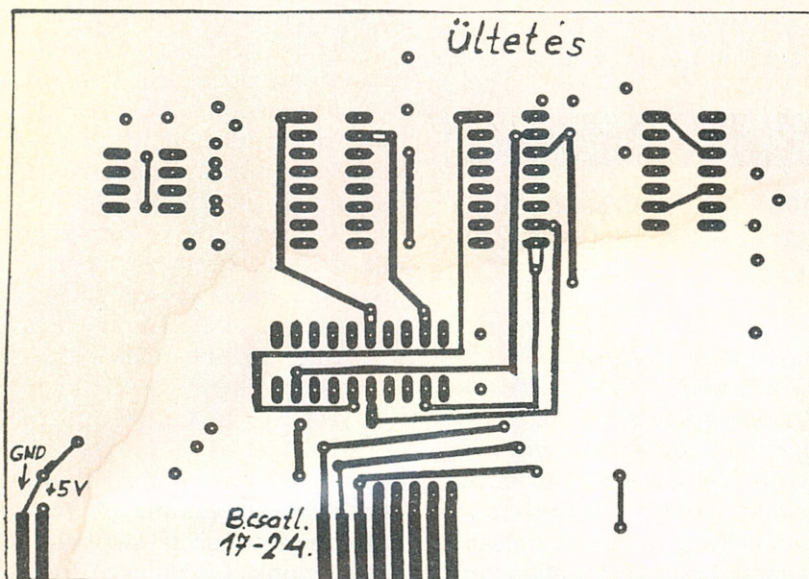 Ültetés
GND
+5V
B.csatl.
17-24.